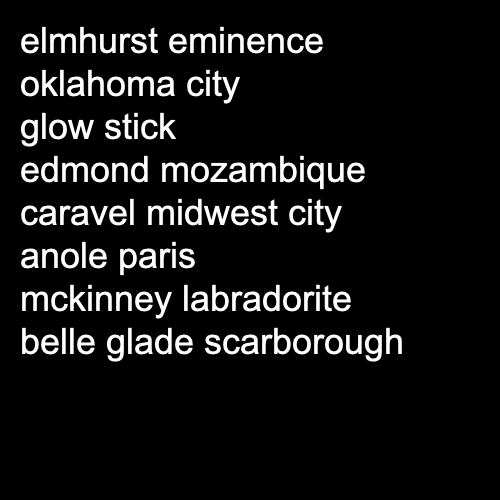 elmhurst eminence
oklahoma city
glow stick
edmond mozambique
caravel midwest city
anole paris
mckinney labradorite
belle glade scarborough